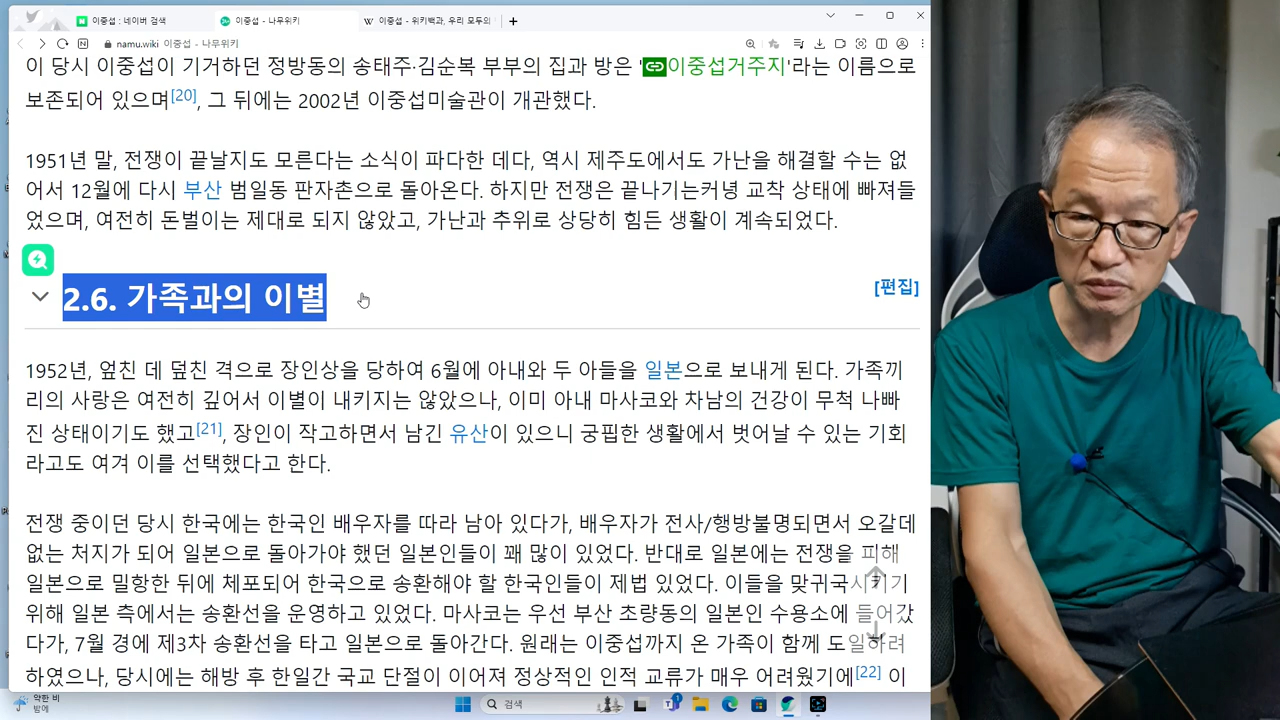 이중섭 : 네이버 검색
이중섭 - 나무위키
이중섭 - 위키백과, 우리 모두의
namu.wiki 이중섭 - 나무위키
이 당시 이중섭이 기거하던 정방동의 송태주·김순복 부부의 집과 방은 '이중섭거주지'라는 이름으로
보존되어 있으며[20], 그 뒤에는 2002년 이중섭미술관이 개관했다.
1951년 말, 전쟁이 끝날지도 모른다는 소식이 파다한 데다, 역시 제주도에서도 가난을 해결할 수는 없
어서 12월에 다시 부산 범일동 판자촌으로 돌아온다. 하지만 전쟁은 끝나기는커녕 교착 상태에 빠져들
었으며, 여전히 돈벌이는 제대로 되지 않았고, 가난과 추위로 상당히 힘든 생활이 계속되었다.
2.6. 가족과의 이별
[편집]
1952년, 엎친 데 덮친 격으로 장인상을 당하여 6월에 아내와 두 아들을 일본으로 보내게 된다. 가족끼
리의 사랑은 여전히 깊어서 이별이 내키지는 않았으나, 이미 아내 마사코와 차남의 건강이 무척 나빠
진 상태이기도 했고[21], 장인이 작고하면서 남긴 유산이 있으니 궁핍한 생활에서 벗어날 수 있는 기회
라고도 여겨 이를 선택했다고 한다.
전쟁 중이던 당시 한국에는 한국인 배우자를 따라 남아 있다가, 배우자가 전사/행방불명되면서 오갈데
없는 처지가 되어 일본으로 돌아가야 했던 일본인들이 꽤 많이 있었다. 반대로 일본에는 전쟁을 피해
일본으로 밀항한 뒤에 체포되어 한국으로 송환해야 할 한국인들이 제법 있었다. 이들을 맞귀국시키기
위해 일본 측에서는 송환선을 운영하고 있었다. 마사코는 우선 부산 초량동의 일본인 수용소에 들어갔
다가, 7월 경에 제3차 송환선을 타고 일본으로 돌아간다. 원래는 이중섭까지 온 가족이 함께 도일하려
하였으나, 당시에는 해방 후 한일간 국교 단절이 이어져 정상적인 인적 교류가 매우 어려웠기에[22] 이
약한 비
밤에
검색